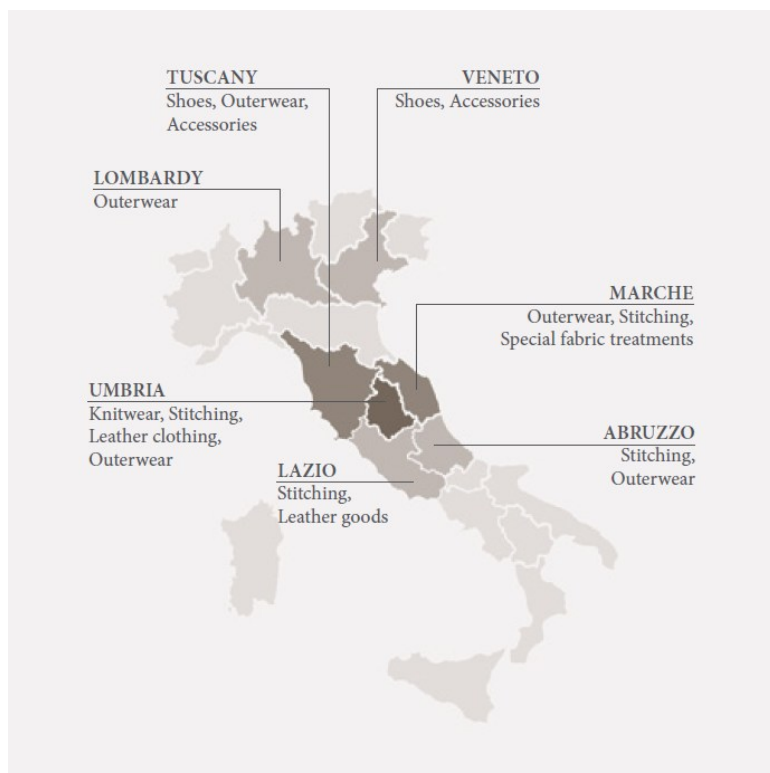 TUSCANY
Shoes, Outerwear,
Accessories
VENETO
Shoes, Accessories
LOMBARDY
Outerwear
MARCHE
Outerwear, Stitching,
Special fabric treatments
UMBRIA
Knitwear, Stitching,
Leather clothing,
Outerwear
ABRUZZO
Stitching,
Outerwear
LAZIO
Stitching,
Leather goods